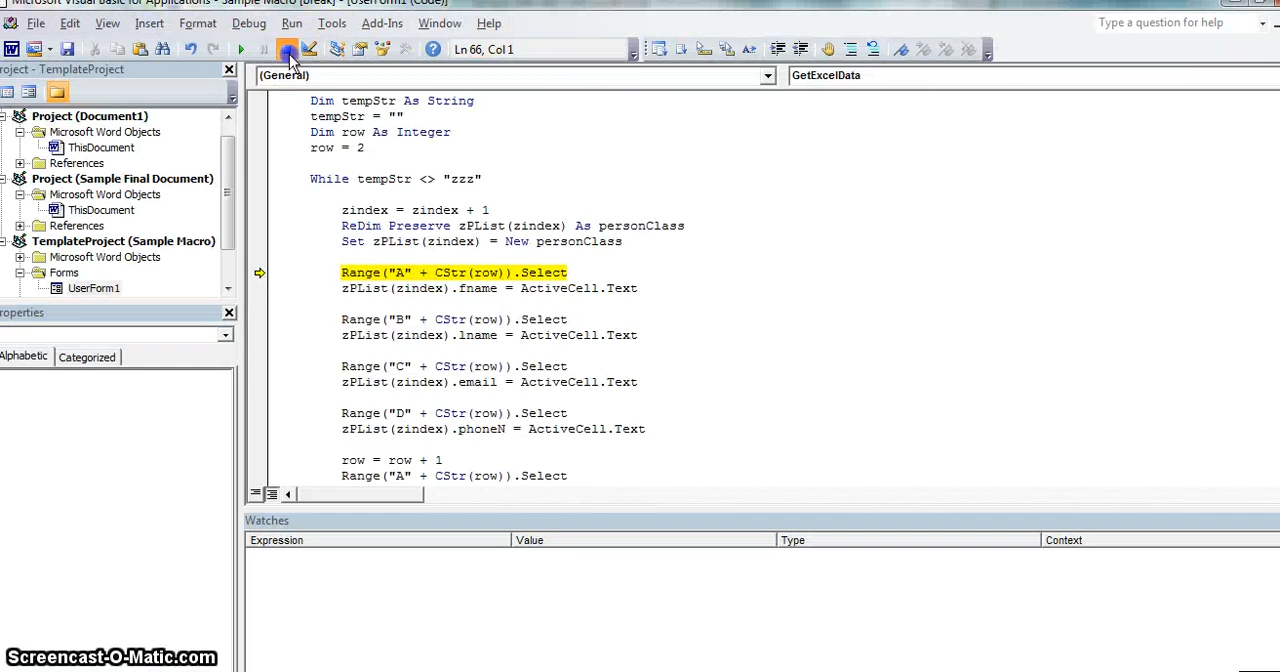 Microsoft Visual Basic for Applications - Sample Macro [break] - [UserForm1 (Code)]
File Edit View Insert Format Debug Run Tools Add-Ins Window Help
Type a question for help
Ln 66, Col 1
roject - TemplateProject
(General)
GetExcelData
Project (Document1)
Microsoft Word Objects
ThisDocument
References
Project (Sample Final Document)
Microsoft Word Objects
ThisDocument
References
TemplateProject (Sample Macro)
Microsoft Word Objects
Forms
UserForm1
roperties
Alphabetic Categorized
Dim tempStr As String
tempStr = ""
Dim row As Integer
row = 2
While tempStr <> "zzz"
zindex = zindex + 1
ReDim Preserve zPList(zindex) As personClass
Set zPList(zindex) = New personClass
Range("A" + CStr(row)).Select
zPList(zindex).fname = ActiveCell.Text
Range("B" + CStr(row)).Select
zPList(zindex).lname = ActiveCell.Text
Range("C" + CStr(row)).Select
zPList(zindex).email = ActiveCell.Text
Range("D" + CStr(row)).Select
zPList(zindex).phoneN = ActiveCell.Text
row = row + 1
Range("A" + CStr(row)).Select
Watches
Expression Value Type Context
Screencast-O-Matic.com